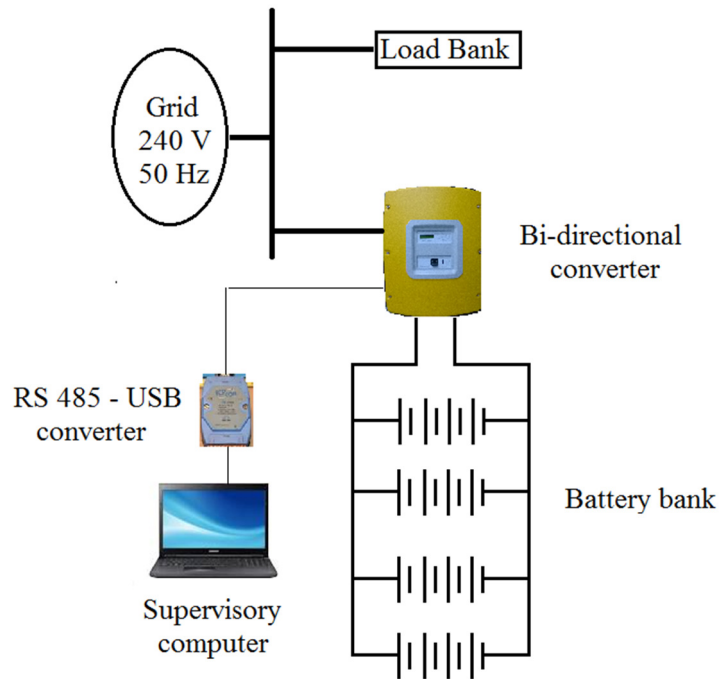 Load Bank
Grid
240 V
50 Hz
Bi-directional
converter
RS 485 - USB
converter
Battery bank
Supervisory
computer